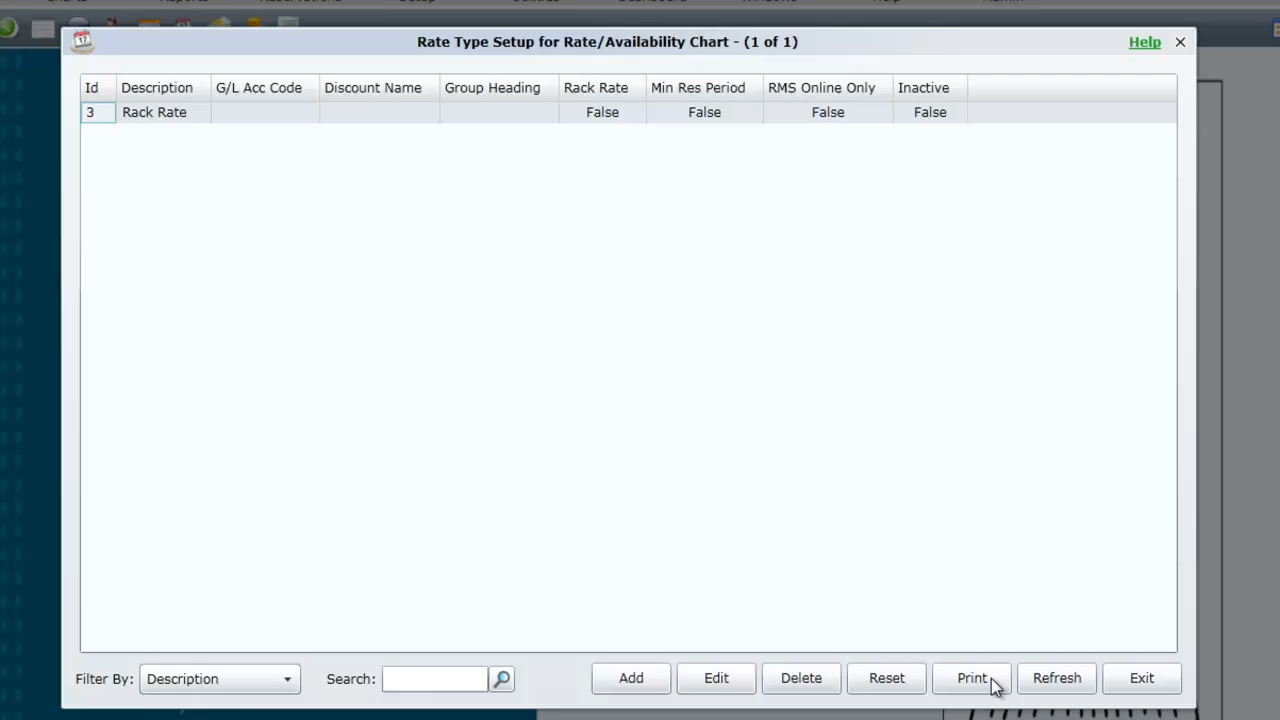 Rate Type Setup for Rate/Availability Chart - (1 of 1)
Help
Id Description G/L Acc Code Discount Name Group Heading Rack Rate Min Res Period RMS Online Only Inactive
3 Rack Rate False False False False
Filter By: Description Search: Add Edit Delete Reset Print Refresh Exit